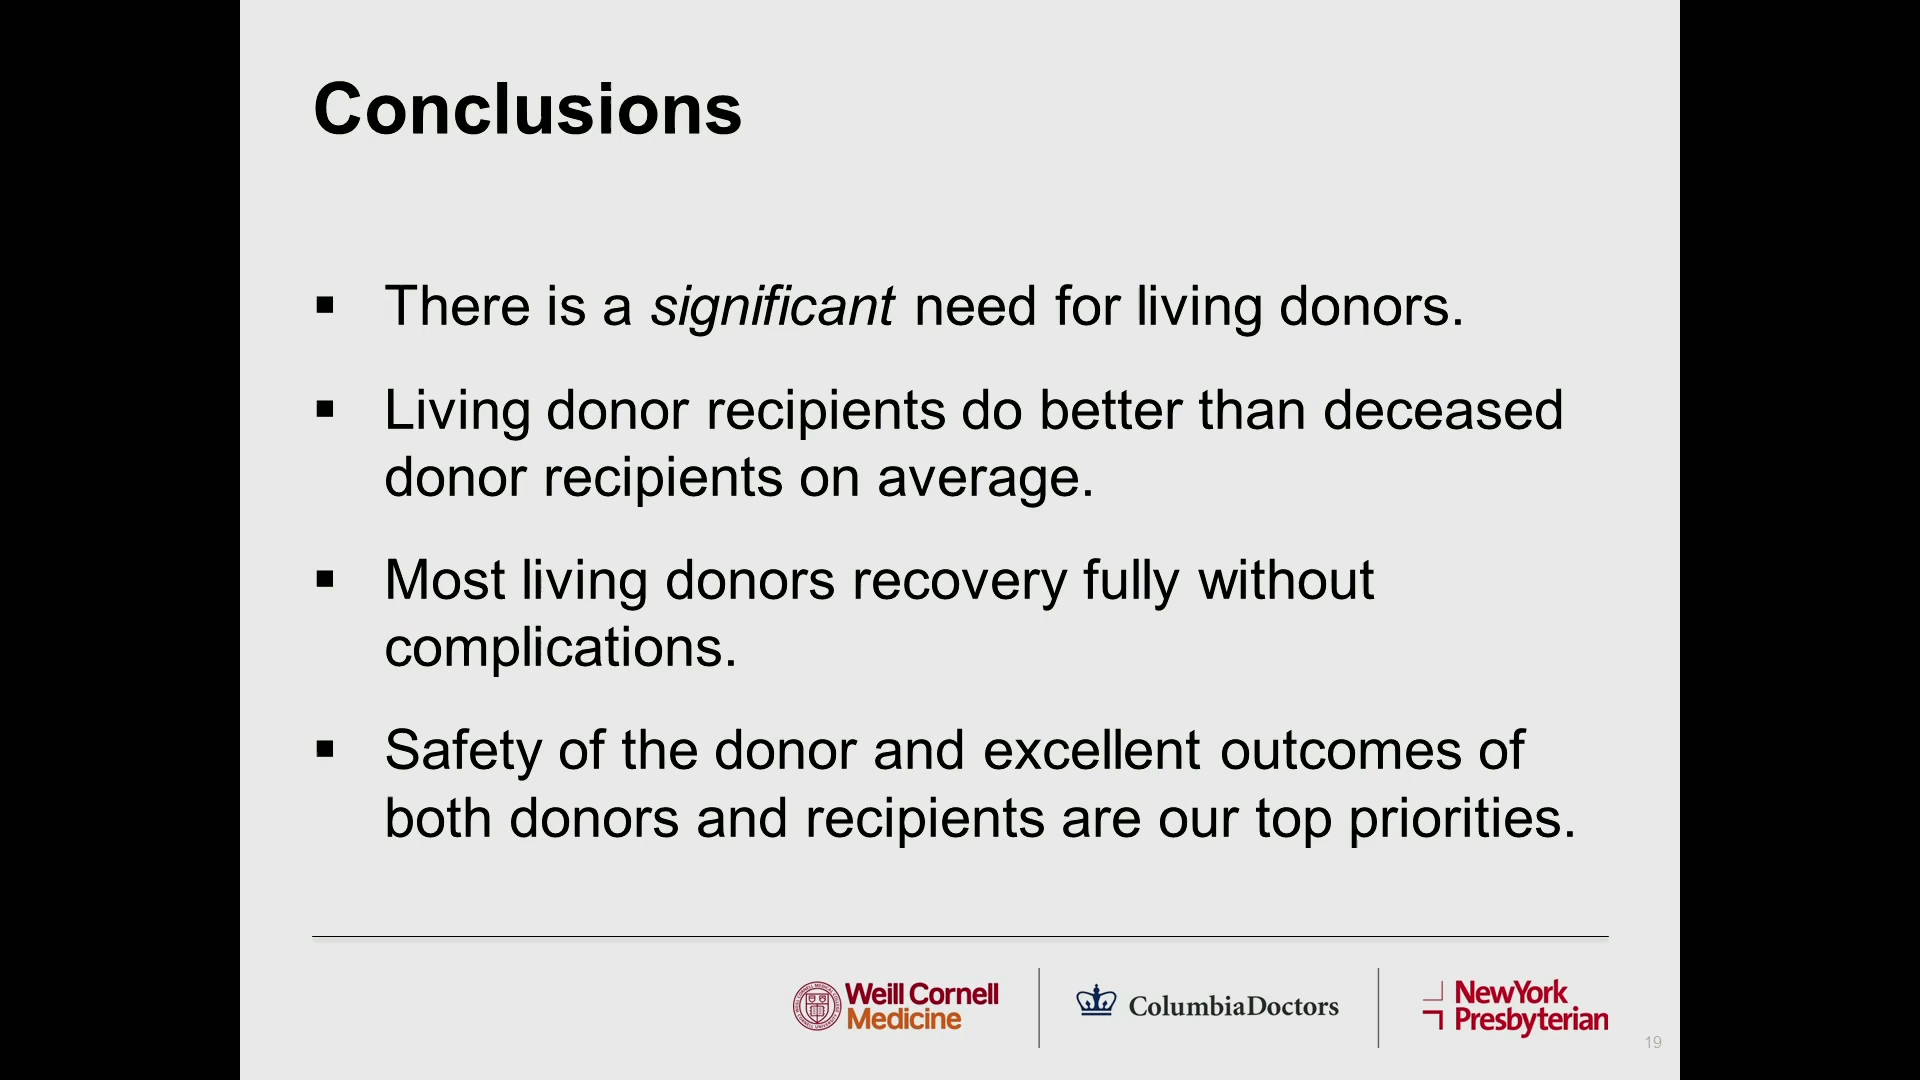 Conclusions
▪ There is a significant need for living donors.
▪ Living donor recipients do better than deceased
donor recipients on average.
▪ Most living donors recovery fully without
complications.
▪ Safety of the donor and excellent outcomes of
both donors and recipients are our top priorities.
Weill Cornell
Medicine
ColumbiaDoctors
NewYork
Presbyterian
19